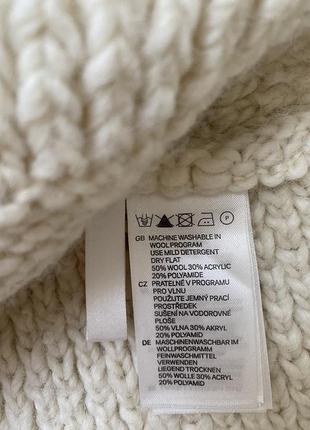 P
GB MACHINE WASHABLE IN
WOOL PROGRAM
USE MILD DETERGENT
DRY FLAT
50% WOOL 30% ACRYLIC
20% POLYAMIDE
CZ PRATELNÉ V PROGRAMU
PRO VLNU
POUŽIJTE JEMNÝ PRACÍ
PROSTŘEDEK
SUŠENÍ NA VODOROVNÉ
PLOŠE
50% VLNA 30% AKRYL
20% POLYAMID
DE MASCHINENWASCHBAR IM
WOLLPROGRAMM
FEINWASCHMITTEL
VERWENDEN
LIEGEND TROCKNEN
50% WOLLE 30% ACRYL
20% POLYAMID